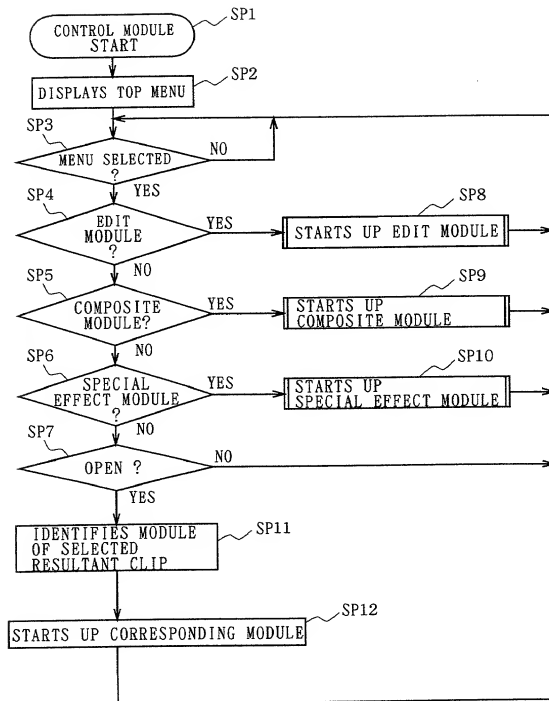 SP1
CONTROL MODULE
START
SP2
DISPLAYS TOP MENU
SP3
MENU SELECTED
?
NO
YES
SP4
EDIT
MODULE
?
YES
NO
SP8
STARTS UP EDIT MODULE
SP5
COMPOSITE
MODULE?
YES
NO
SP9
STARTS UP
COMPOSITE MODULE
SP6
SPECIAL
EFFECT MODULE
?
YES
NO
SP10
STARTS UP
SPECIAL EFFECT MODULE
SP7
OPEN ?
NO
YES
SP11
IDENTIFIES MODULE
OF SELECTED
RESULTANT CLIP
SP12
STARTS UP CORRESPONDING MODULE